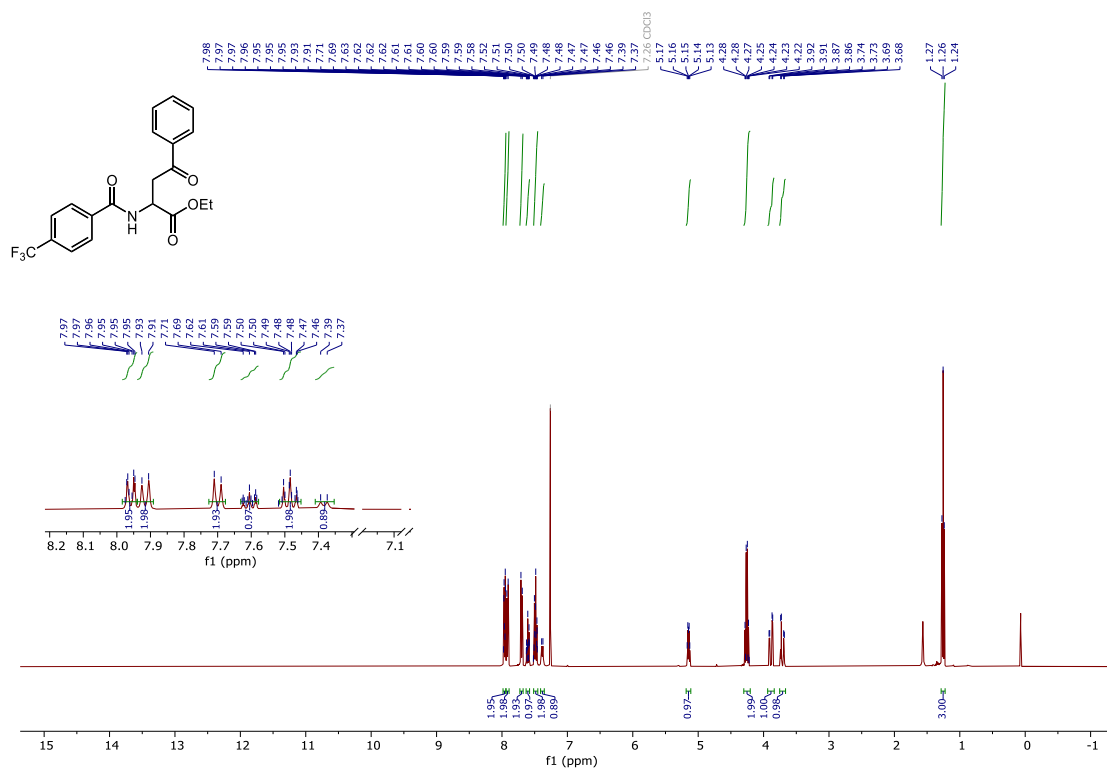 7.98 7.97 7.97 7.96 7.95 7.95 7.95 7.93 7.91 7.71 7.69 7.63 7.62 7.62 7.62 7.61 7.61 7.60 7.60 7.59 7.59 7.58 7.52 7.51 7.50 7.50 7.49 7.48 7.48 7.47 7.47 7.46 7.46 7.39 7.37 7.26 CDCl3 5.17 5.16 5.15 5.14 5.13 4.28 4.28 4.27 4.25 4.24 4.23 4.22 3.92 3.91 3.87 3.86 3.74 3.73 3.69 3.68 1.27 1.26 1.24
O
O
N
H
OEt
O
F3C
7.97 7.97 7.96 7.95 7.95 7.95 7.93 7.91 7.71 7.69 7.62 7.61 7.59 7.59 7.50 7.50 7.49 7.48 7.48 7.47 7.46 7.39 7.37
1.95 1.98 1.93 0.97 1.98 0.89
8.2 8.1 8.0 7.9 7.8 7.7 7.6 7.5 7.4 7.1
f1 (ppm)
1.95 1.98 1.93 0.97 1.98 0.89 0.97 1.99 1.00 0.98 3.00
15 14 13 12 11 10 9 8 7 6 5 4 3 2 1 0 -1
f1 (ppm)